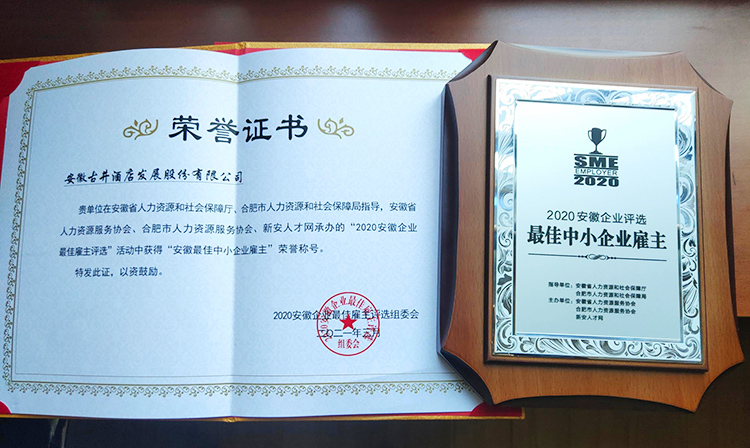 荣誉证书
安徽古井酒店发展股份有限公司
贵单位在安徽省人力资源和社会保障厅、合肥市人力资源和社会保障局指导，安徽省
人力资源服务协会、合肥市人力资源服务协会、新安人才网承办的“2020安徽企业
最佳雇主评选”活动中获得“安徽最佳中小企业雇主”荣誉称号。
特发此证，以资鼓励。
2020安徽企业最佳雇主评选组委会
组委会
SME
EMPLOYER
2020
2020安徽企业评选
最佳中小企业雇主
指导单位：安徽省人力资源和社会保障厅
合肥市人力资源和社会保障局
主办单位：安徽省人力资源服务协会
合肥市人力资源服务协会
新安人才网